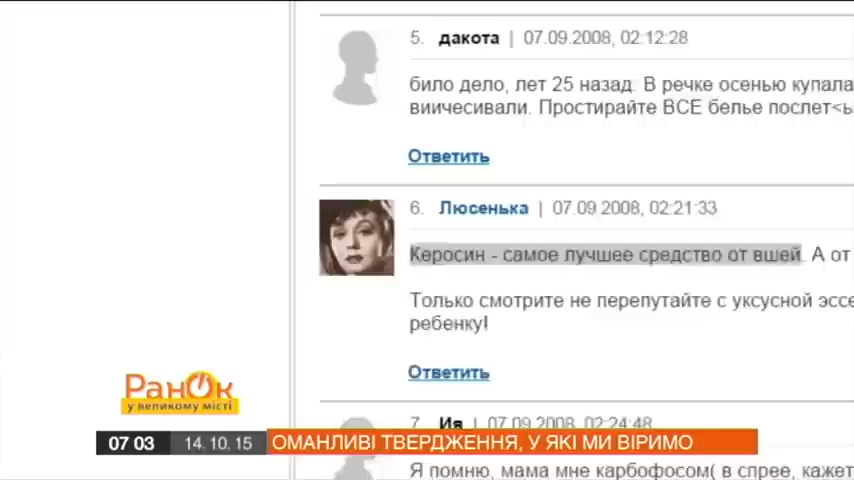 5. дакота | 07.09.2008, 02:12:28
било дело, лет 25 назад. В речке осенью купала
виичесивали. Простирайте ВСЕ белье послет<ь
Ответить
6. Люсенька | 07.09.2008, 02:21:33
Керосин - самое лучшее средство от вшей. А от
Только смотрите не перепутайте с уксусной эссе
ребенку!
Ответить
7. Ия | 07.09.2008, 02:24:48
Я помню, мама мне карбофосом( в спрее, кажет
РанОк
у великому місті
07 03 14.10.15 ОМАНЛИВІ ТВЕРДЖЕННЯ, У ЯКІ МИ ВІРИМО